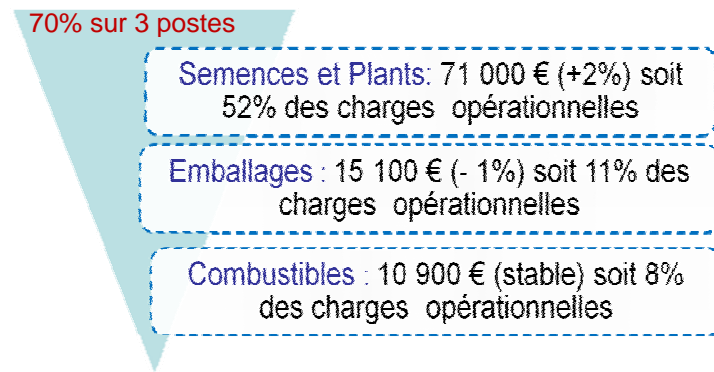 70% sur 3 postes
Semences et Plants: 71 000 € (+2%) soit
52% des charges opérationnelles
Emballages : 15 100 € (- 1%) soit 11% des
charges opérationnelles
Combustibles : 10 900 € (stable) soit 8%
des charges opérationnelles